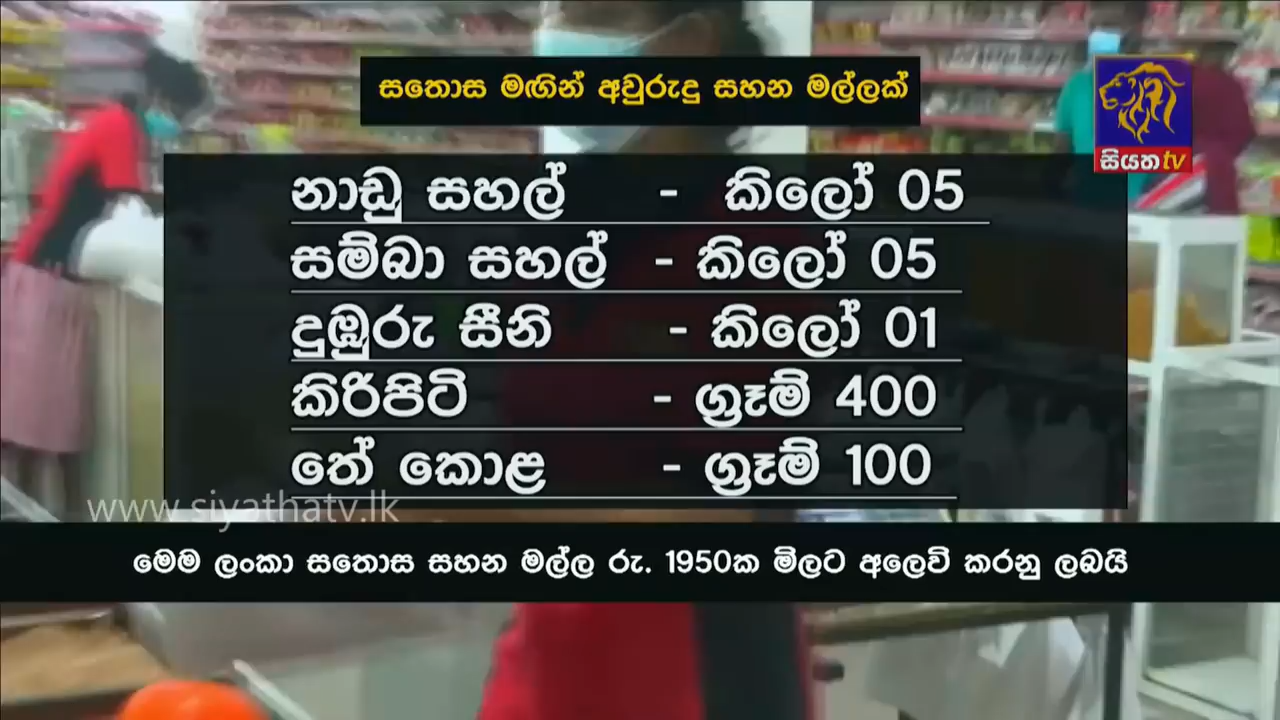 සතොස මඟින් අවුරුදු සහන මල්ලක්
සියත tv
නාඩු සහල් - කිලෝ 05
සම්බා සහල් - කිලෝ 05
දුඹුරු සීනි - කිලෝ 01
කිරිපිටි - ග්‍රෑම් 400
තේ කොළ - ග්‍රෑම් 100
www.siyathatv.lk
මෙම ලංකා සතොස සහන මල්ල රු. 1950ක මිලට අලෙවි කරනු ලබයි